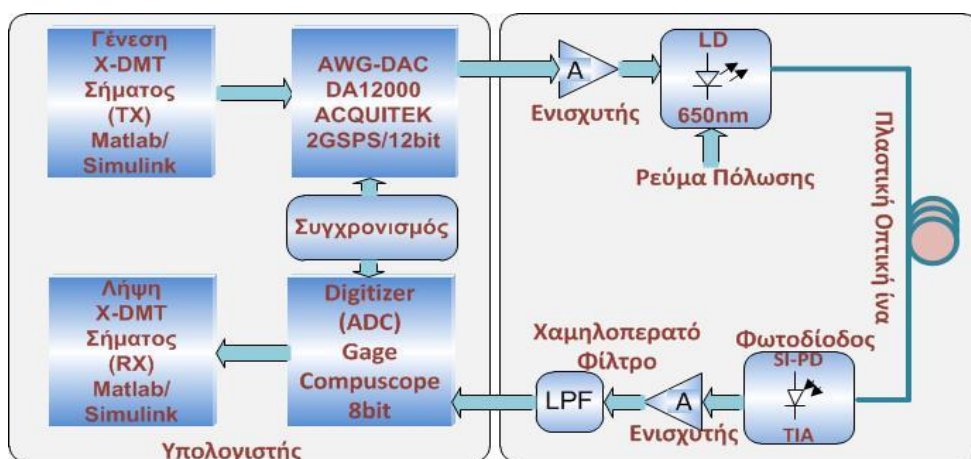 Γένεση
X-DMT
Σήματος
(TX)
Matlab/
Simulink
AWG-DAC
DA12000
ACQUITEK
2GSPS/12bit
A
Ενισχυτής
LD
650nm
Ρεύμα Πόλωσης
Πλαστική Οπτική ίνα
Συγχρονισμός
Λήψη
X-DMT
Σήματος
(RX)
Matlab/
Simulink
Digitizer
(ADC)
Gage
Compuscope
8bit
Χαμηλοπερατό
Φίλτρο
LPF
A
Ενισχυτής
Φωτοδίοδος
SI-PD
TIA
Υπολογιστής